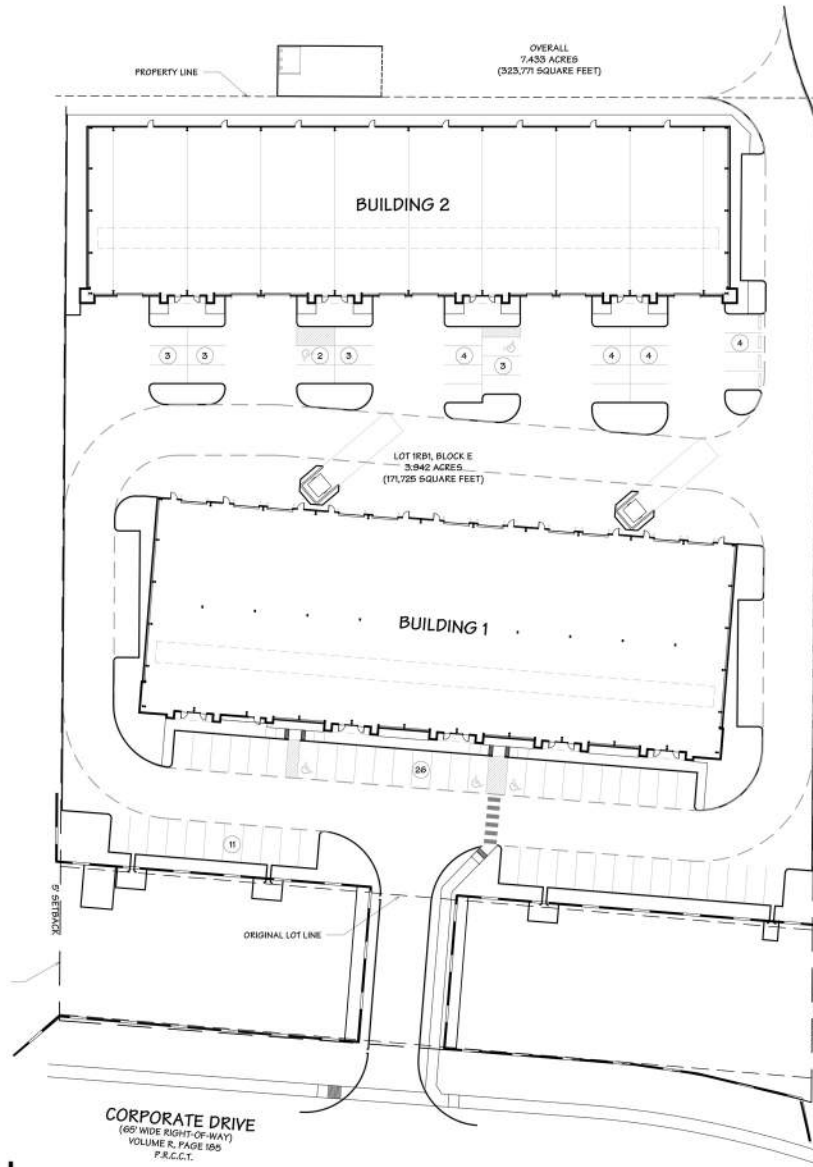 OVERALL
7.433 ACRES
(323,771 SQUARE FEET)
PROPERTY LINE
BUILDING 2
3
3
2
3
4
3
4
4
4
LOT 1RB1, BLOCK E
3.942 ACRES
(171,725 SQUARE FEET)
BUILDING 1
26
11
5' SETBACK
ORIGINAL LOT LINE
CORPORATE DRIVE
(65' WIDE RIGHT-OF-WAY)
VOLUME R, PAGE 185
P.R.C.C.T.